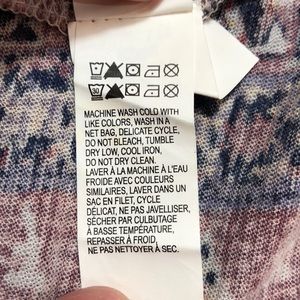 30
MACHINE WASH COLD WITH
LIKE COLORS, WASH IN A
NET BAG, DELICATE CYCLE,
DO NOT BLEACH, TUMBLE
DRY LOW, COOL IRON,
DO NOT DRY CLEAN.
LAVER À LA MACHINE À L'EAU
FROIDE AVEC COULEURS
SIMILAIRES, LAVER DANS UN
SAC EN FILET, CYCLE
DÉLICAT, NE PAS JAVELLISER,
SÉCHER PAR CULBUTAGE
À BASSE TEMPÉRATURE,
REPASSER À FROID,
NE PAS NETTOYER À SEC.